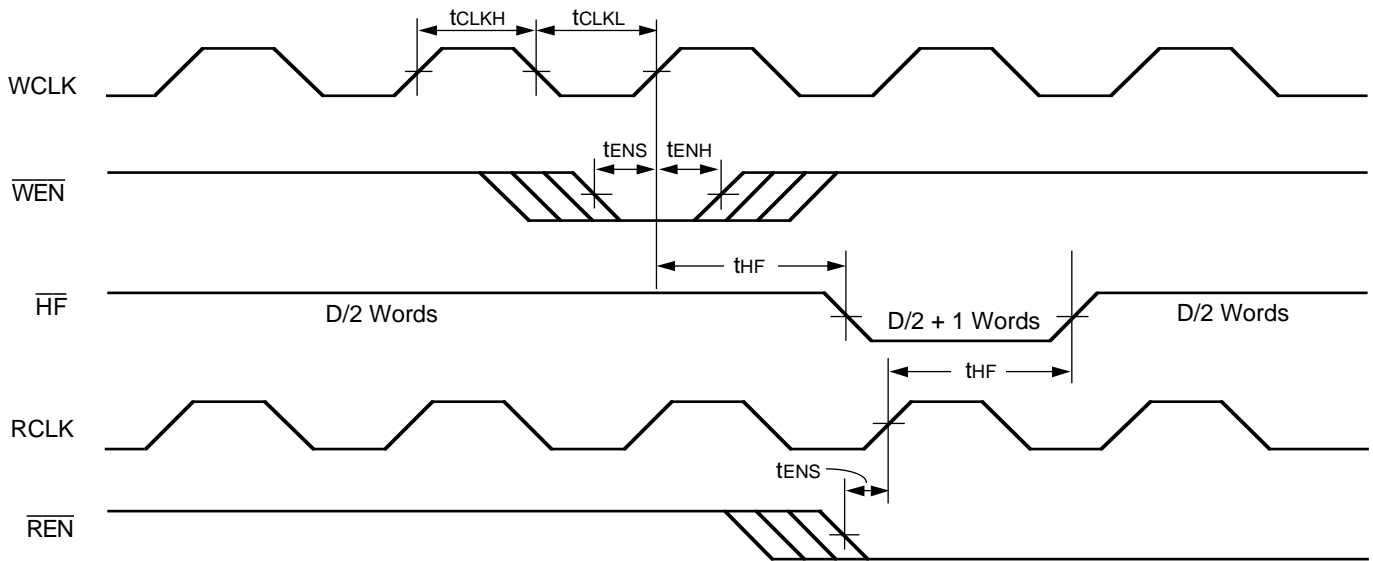 tCLKH tCLKL
WCLK
tENS tENH
WEN
tHF
HF
D/2 Words D/2 + 1 Words D/2 Words
tHF
RCLK
tENS
REN